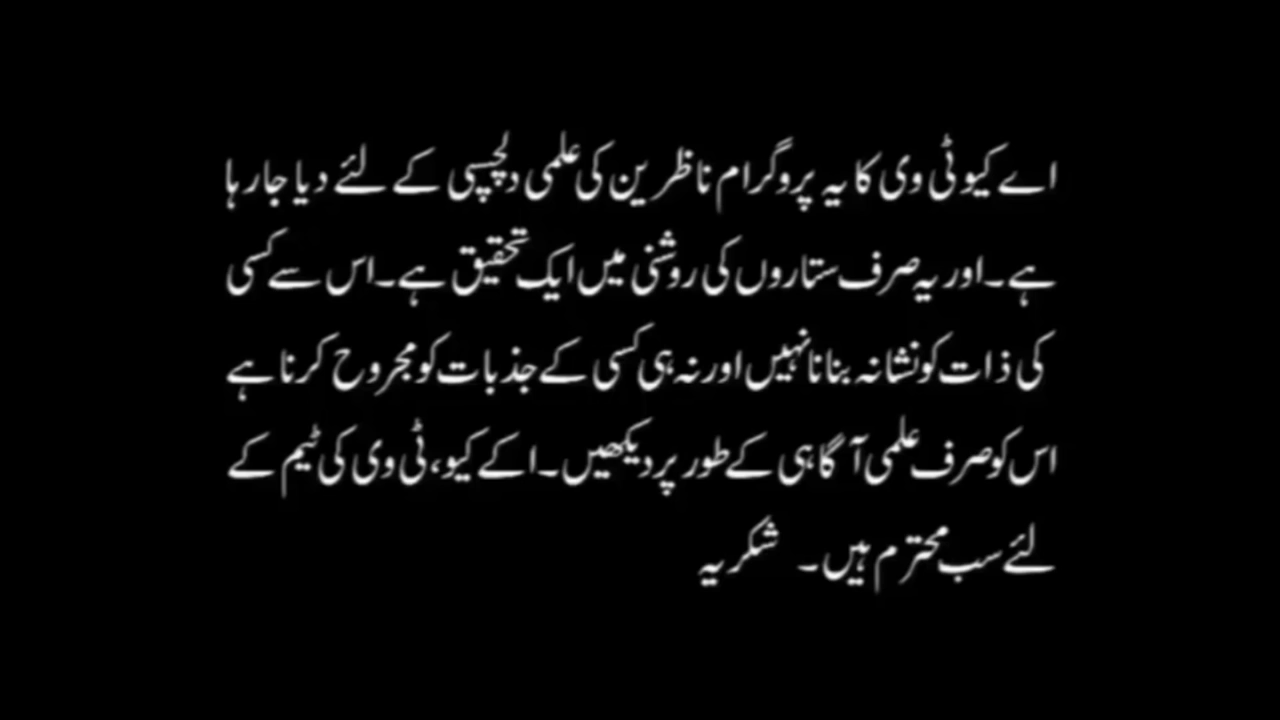 اے کیو ٹی وی کا یہ پروگرام ناظرین کی علمی دلچسپی کے لئے دیا جارہا
ہے۔اور یہ صرف ستاروں کی روشنی میں ایک تحقیق ہے۔اس سے کسی
کی ذات کو نشانہ بنانا نہیں اور نہ ہی کسی کے جذبات کو مجروح کرنا ہے
اس کو صرف علمی آگاہی کے طور پر دیکھیں۔اکے کیو،ٹی وی کی ٹیم کے
لئے سب محترم ہیں۔ شکریہ